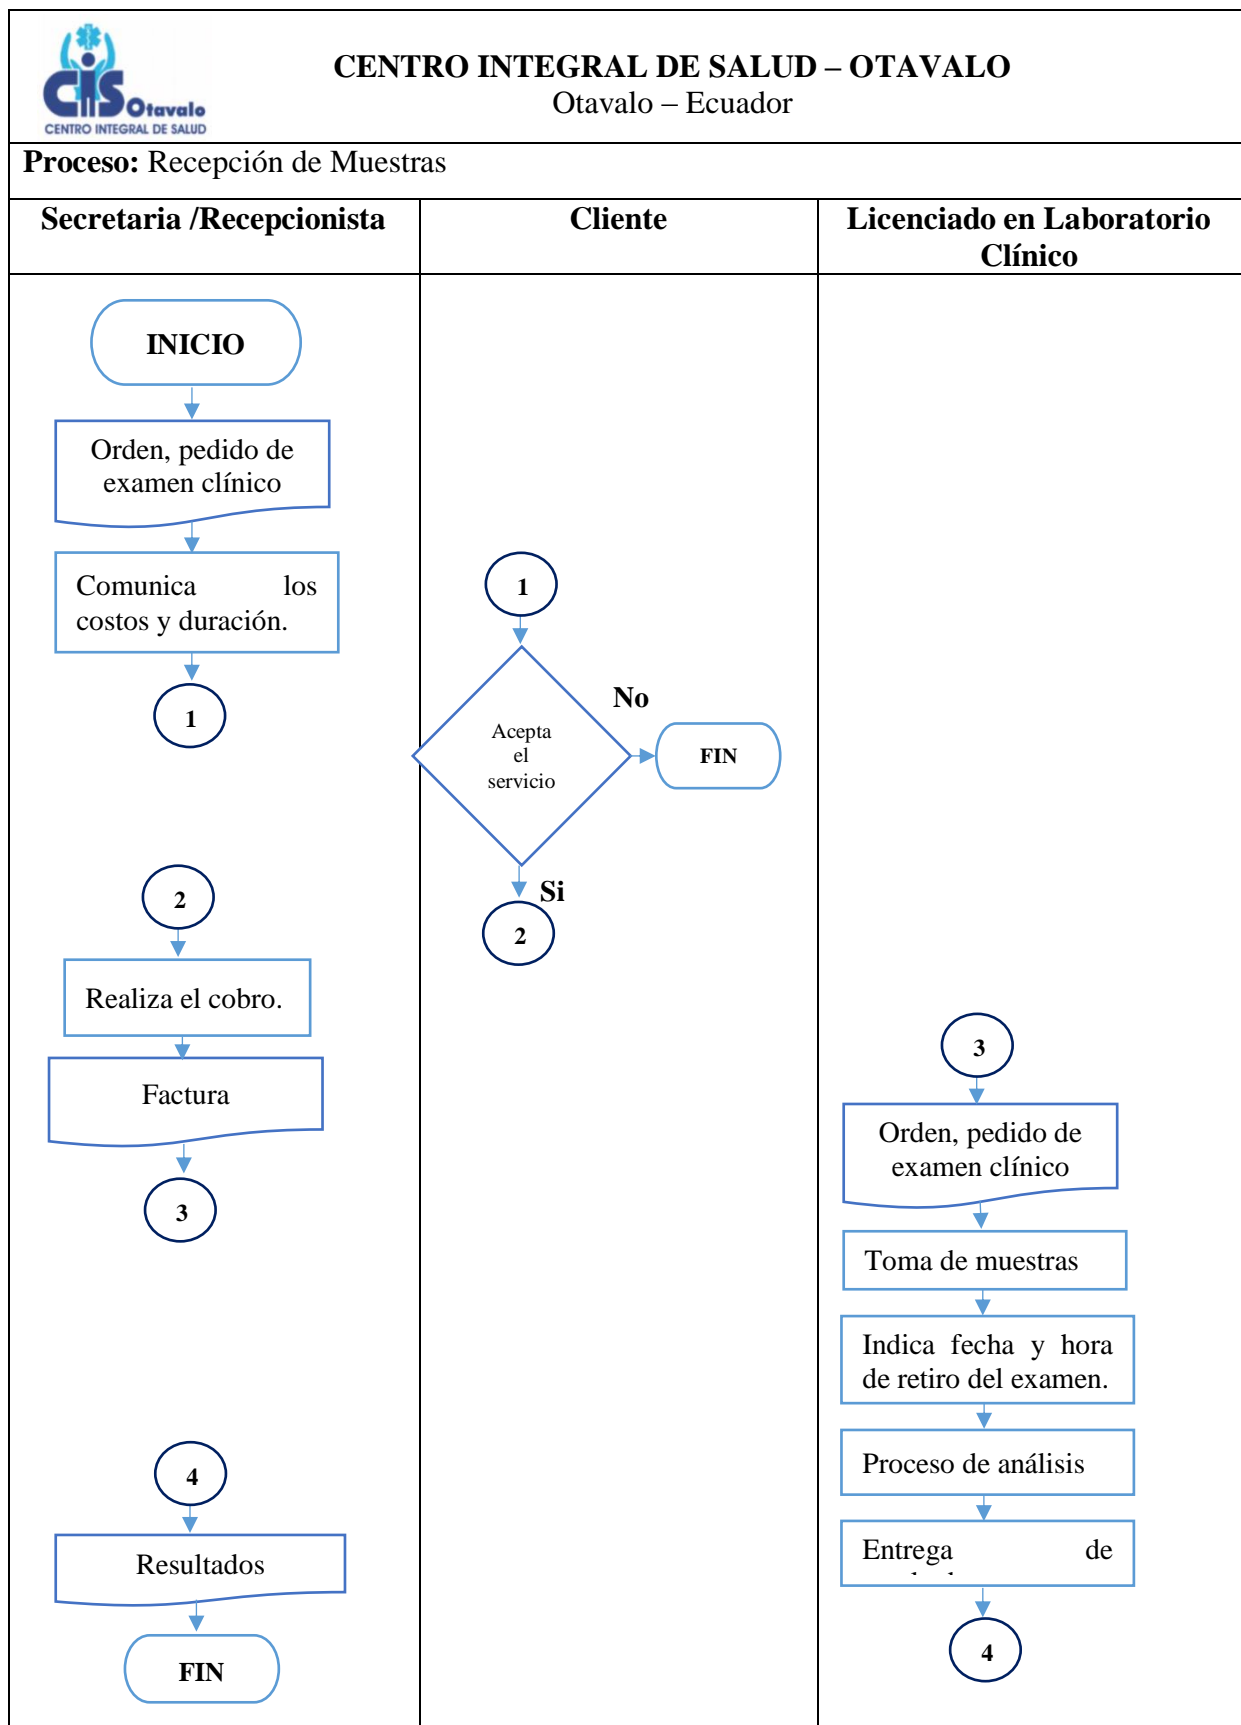 CIS Otavalo
CENTRO INTEGRAL DE SALUD
CENTRO INTEGRAL DE SALUD – OTAVALO
Otavalo – Ecuador
Proceso: Recepción de Muestras
Secretaria /Recepcionista
Cliente
Licenciado en Laboratorio
Clínico
INICIO
Orden, pedido de
examen clínico
Comunica los
costos y duración.
1
1
Acepta
el
servicio
No
FIN
Si
2
2
Realiza el cobro.
Factura
3
3
Orden, pedido de
examen clínico
Toma de muestras
Indica fecha y hora
de retiro del examen.
Proceso de análisis
Entrega de
4
4
Resultados
FIN